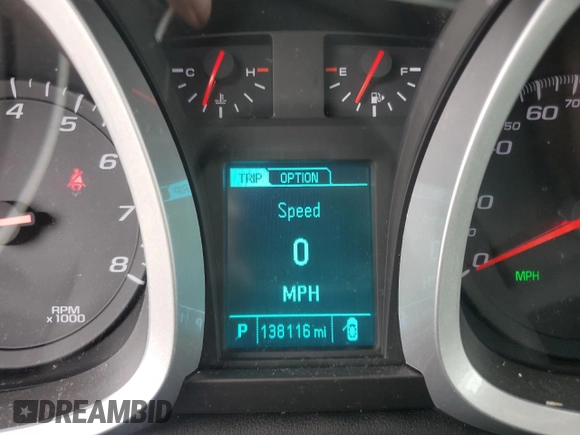 C H
E F
4 5 6 7 8
RPM
x1000
TRIP OPTION
Speed
0
MPH
P 138116 mi
60 70
50
0
MPH
DREAMBID